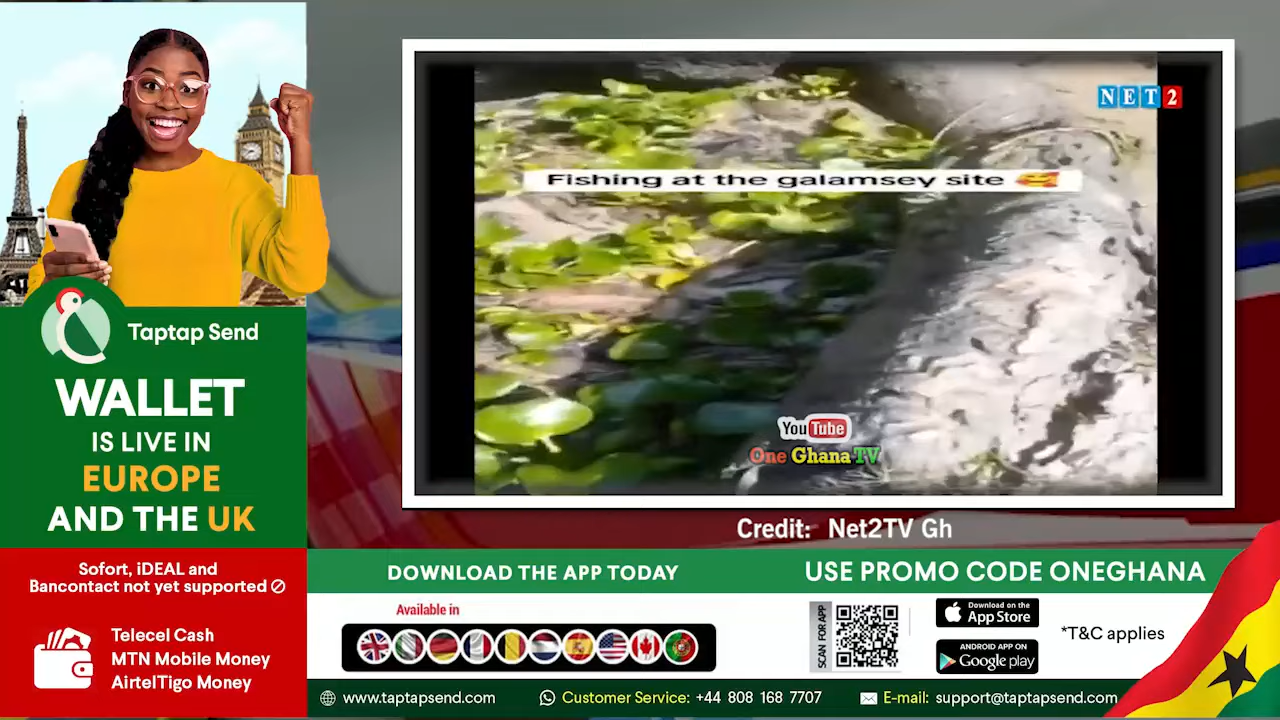 Taptap Send
WALLET
IS LIVE IN
EUROPE
AND THE UK
Sofort, iDEAL and
Bancontact not yet supported
Telecel Cash
MTN Mobile Money
AirtelTigo Money
NET2
Fishing at the galamsey site 🥰
YouTube
One Ghana TV
Credit: Net2TV Gh
DOWNLOAD THE APP TODAY
USE PROMO CODE ONEGHANA
Available in
SCAN FOR APP
Download on the
App Store
ANDROID APP ON
Google play
*T&C applies
www.taptapsend.com
Customer Service: +44 808 168 7707
E-mail: support@taptapsend.com